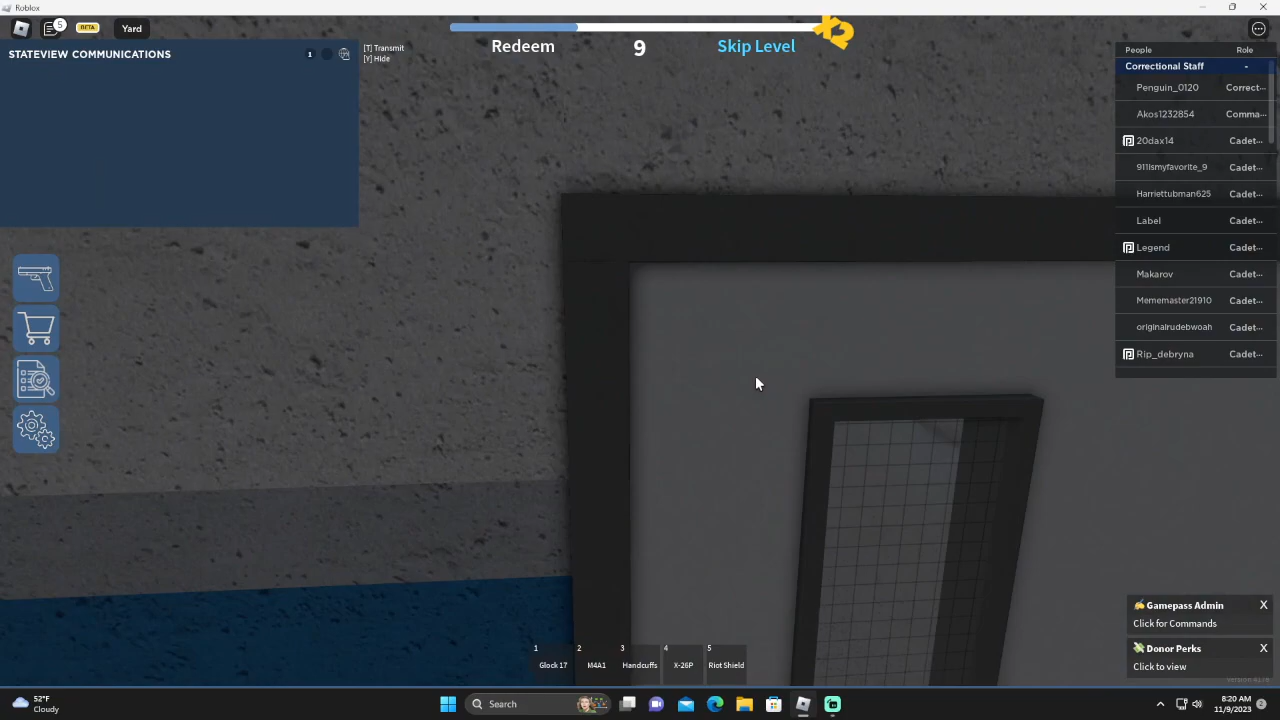 Roblox
5
BETA
Yard
Redeem
9
Skip Level
x2
STATEVIEW COMMUNICATIONS
1
[T] Transmit
[Y] Hide
People Role
Correctional Staff -
Penguin_0120 Correct...
Akos1232854 Comma...
20dax14 Cadet...
911Ismyfavorite_9 Cadet...
Harriettubman625 Cadet...
Label Cadet...
Legend Cadet...
Makarov Cadet...
Mememaster21910 Cadet...
originalrudebwoah Cadet...
Rip_debryna Cadet...
Gamepass Admin X
Click for Commands
Donor Perks X
Click to view
1 Glock 17
2 M4A1
3 Handcuffs
4 X-26P
5 Riot Shield
52°F
Cloudy
Search
8:20 AM
11/9/2023